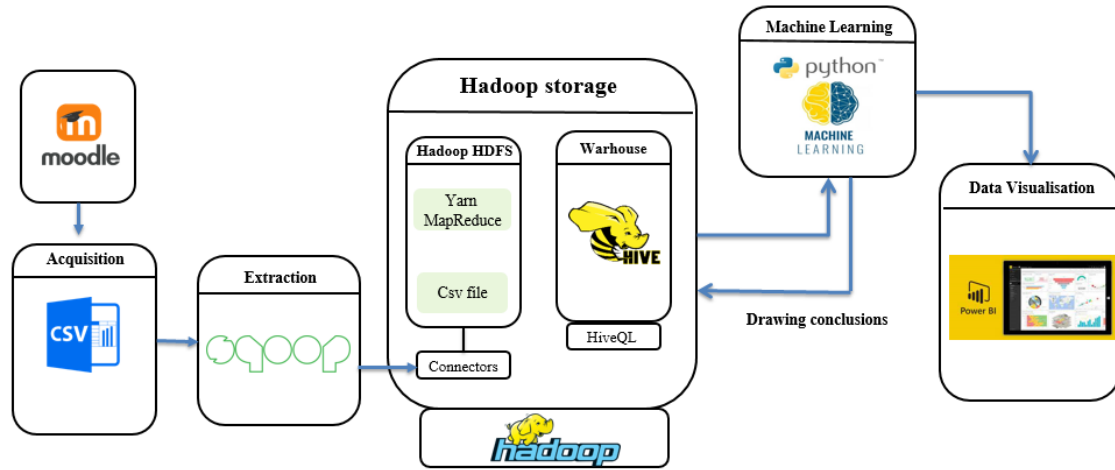 moodle
Acquisition
CSV
Extraction
sqoop
Hadoop storage
Hadoop HDFS
Yarn
MapReduce
Csv file
Connectors
Warhouse
HIVE
HiveQL
hadoop
Machine Learning
python™
MACHINE
LEARNING
Drawing conclusions
Data Visualisation
Power BI